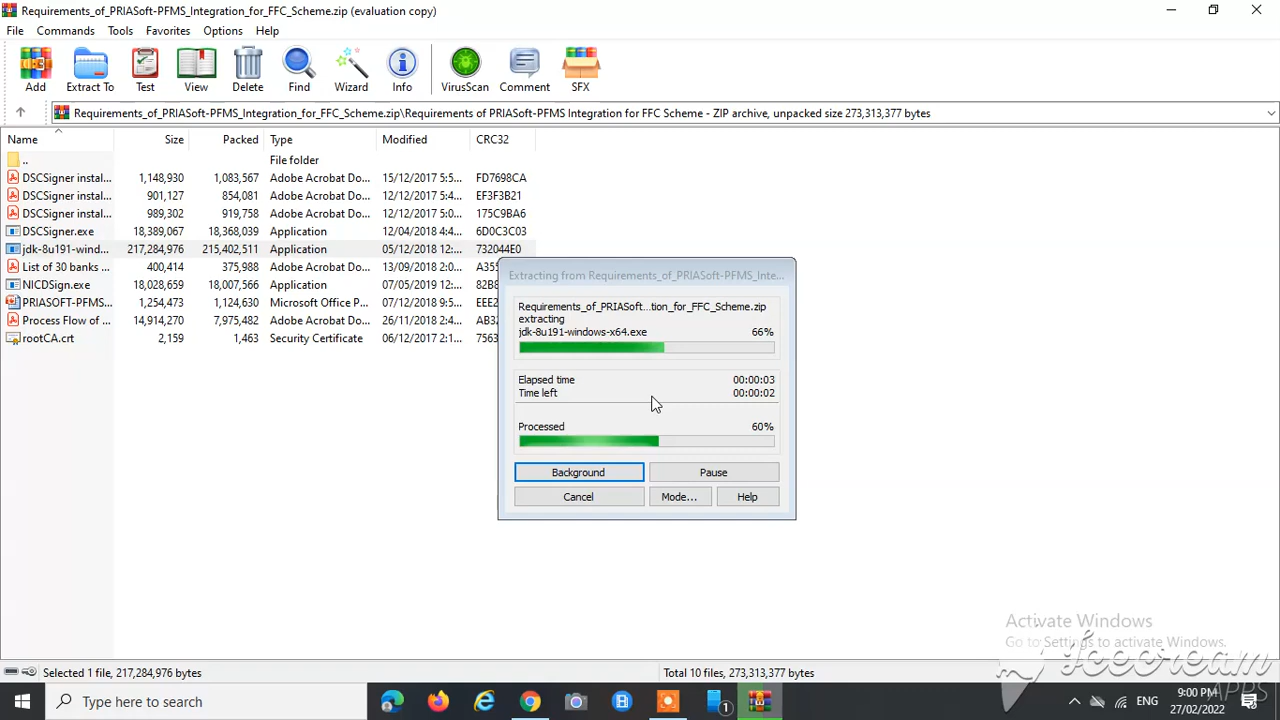 Requirements_of_PRIASoft-PFMS_Integration_for_FFC_Scheme.zip (evaluation copy)
File Commands Tools Favorites Options Help
Add Extract To Test View Delete Find Wizard Info VirusScan Comment SFX
Requirements_of_PRIASoft-PFMS_Integration_for_FFC_Scheme.zip\Requirements of PRIASoft-PFMS Integration for FFC Scheme - ZIP archive, unpacked size 273,313,377 bytes
Name Size Packed Type Modified CRC32
.. File folder
DSCSigner instal... 1,148,930 1,083,567 Adobe Acrobat Do... 15/12/2017 5:5... FD7698CA
DSCSigner instal... 901,127 854,081 Adobe Acrobat Do... 12/12/2017 5:4... EF3F3B21
DSCSigner instal... 989,302 919,758 Adobe Acrobat Do... 12/12/2017 5:0... 175C9BA6
DSCSigner.exe 18,389,067 18,368,039 Application 12/04/2018 4:4... 6D0C3C03
jdk-8u191-wind... 217,284,976 215,402,511 Application 05/12/2018 12:... 732044E0
List of 30 banks ... 400,414 375,988 Adobe Acrobat Do... 13/09/2018 2:0... A355
NICDSign.exe 18,028,659 18,007,566 Application 07/05/2019 12:... 82B8
PRIASOFT-PFMS... 1,254,473 1,124,630 Microsoft Office P... 07/12/2018 9:5... EEE2
Process Flow of ... 14,914,270 7,975,482 Adobe Acrobat Do... 26/11/2018 2:4... AB32
rootCA.crt 2,159 1,463 Security Certificate 06/12/2017 2:1... 7563
Extracting from Requirements_of_PRIASoft-PFMS_Inte...
Requirements_of_PRIASoft...tion_for_FFC_Scheme.zip
extracting
jdk-8u191-windows-x64.exe 66%
Elapsed time 00:00:03
Time left 00:00:02
Processed 60%
Background Pause
Cancel Mode... Help
Activate Windows
Go to Settings to activate Windows.
Icecream
APPS
Selected 1 file, 217,284,976 bytes Total 10 files, 273,313,377 bytes
Type here to search 1 ENG 9:00 PM
27/02/2022